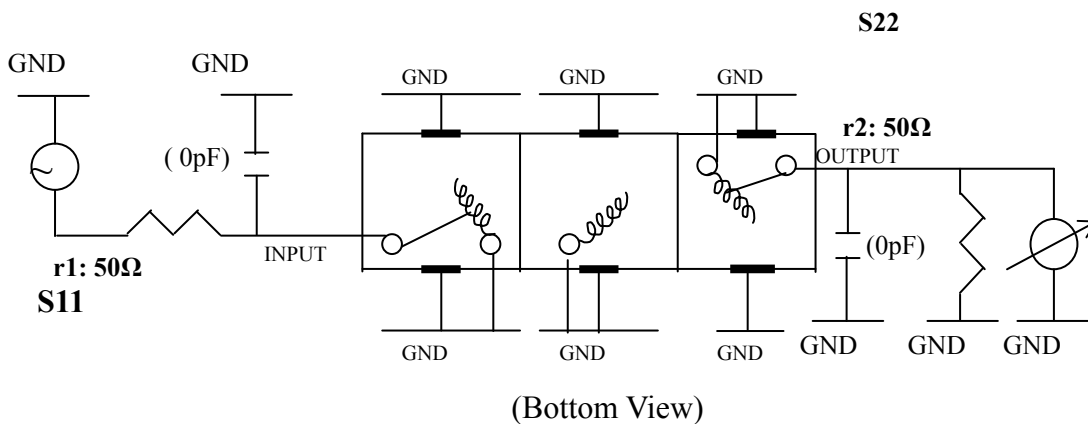 S22
GND
GND
GND
GND
GND
r2: 50Ω
( 0pF)
OUTPUT
INPUT
(0pF)
r1: 50Ω
S11
GND
GND
GND
GND
GND
GND
(Bottom View)